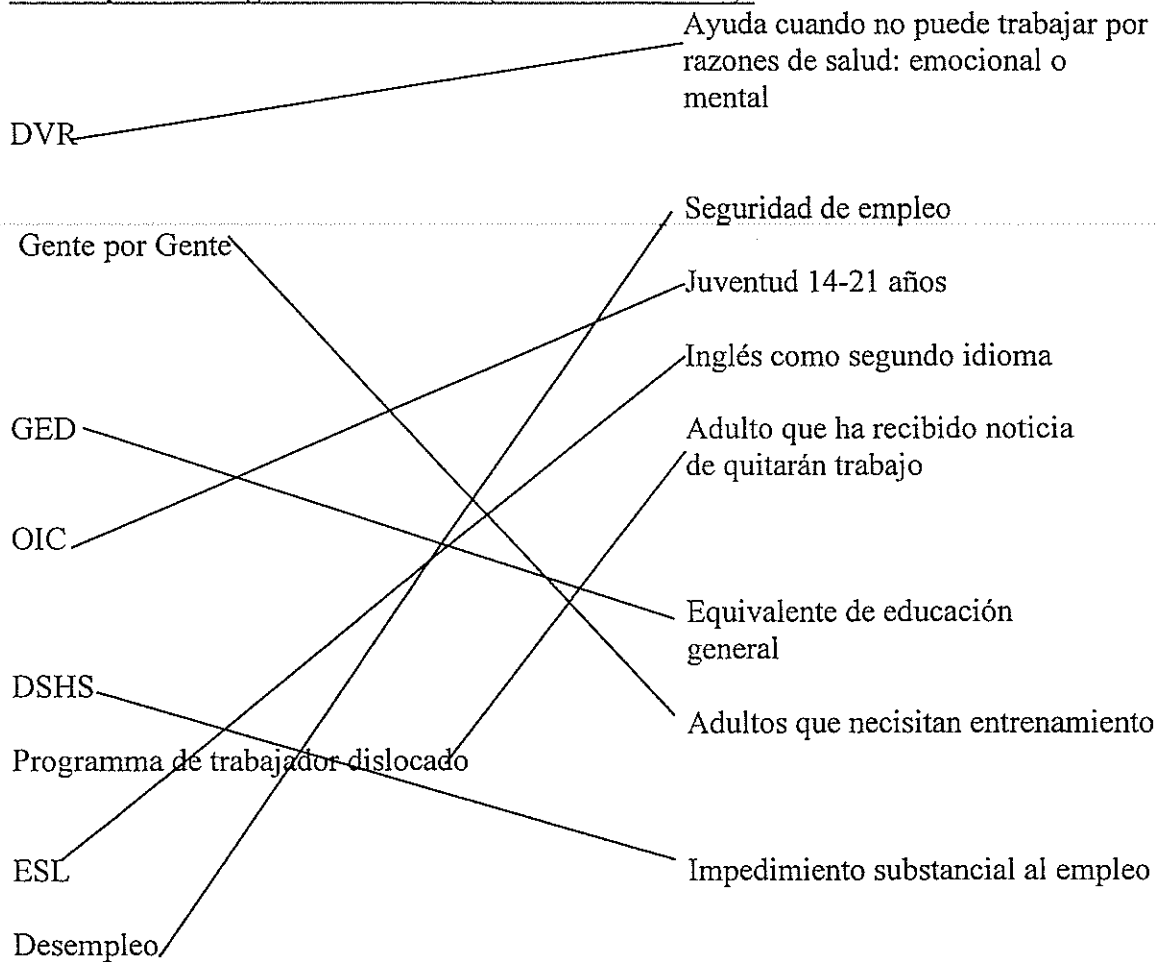 Ayuda cuando no puede trabajar por
razones de salud: emocional o
mental
DVR
Seguridad de empleo
Gente por Gente
Juventud 14-21 años
Inglés como segundo idioma
GED
Adulto que ha recibido noticia
de quitarán trabajo
OIC
Equivalente de educación
general
DSHS
Adultos que necisitan entrenamiento
Programma de trabajador dislocado
ESL
Impedimiento substancial al empleo
Desempleo